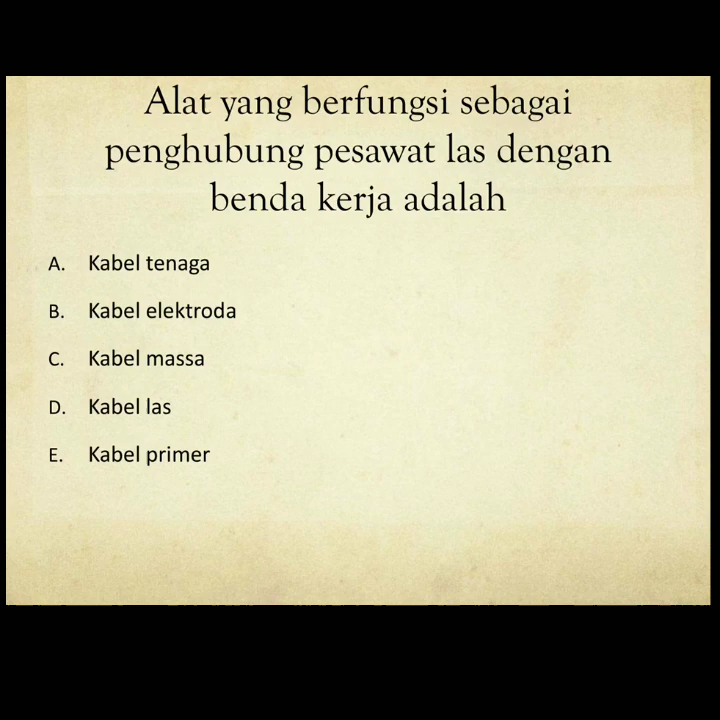 Alat yang berfungsi sebagai
penghubung pesawat las dengan
benda kerja adalah
A. Kabel tenaga
B. Kabel elektroda
C. Kabel massa
D. Kabel las
E. Kabel primer